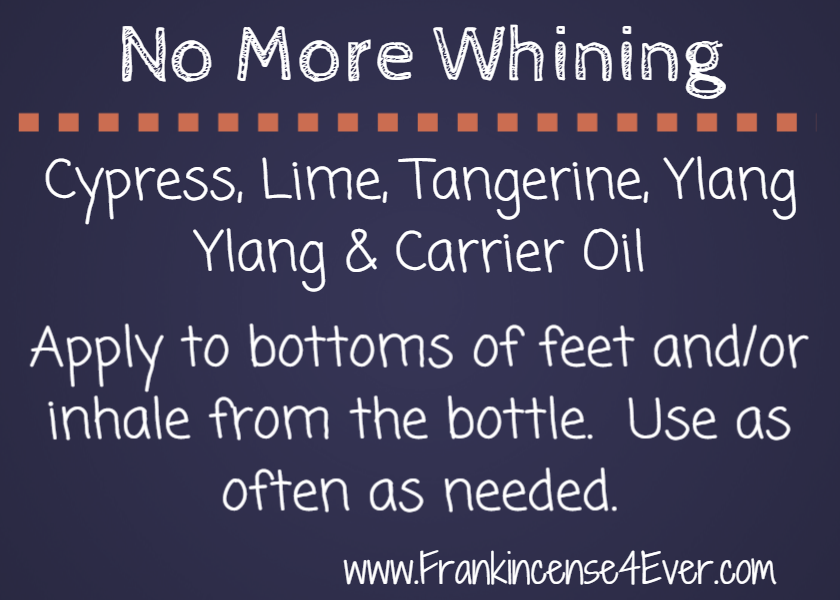 No More Whining
Cypress, Lime, Tangerine, Ylang
Ylang & Carrier Oil
Apply to bottoms of feet and/or
inhale from the bottle.  Use as
often as needed.
www.Frankincense4Ever.com